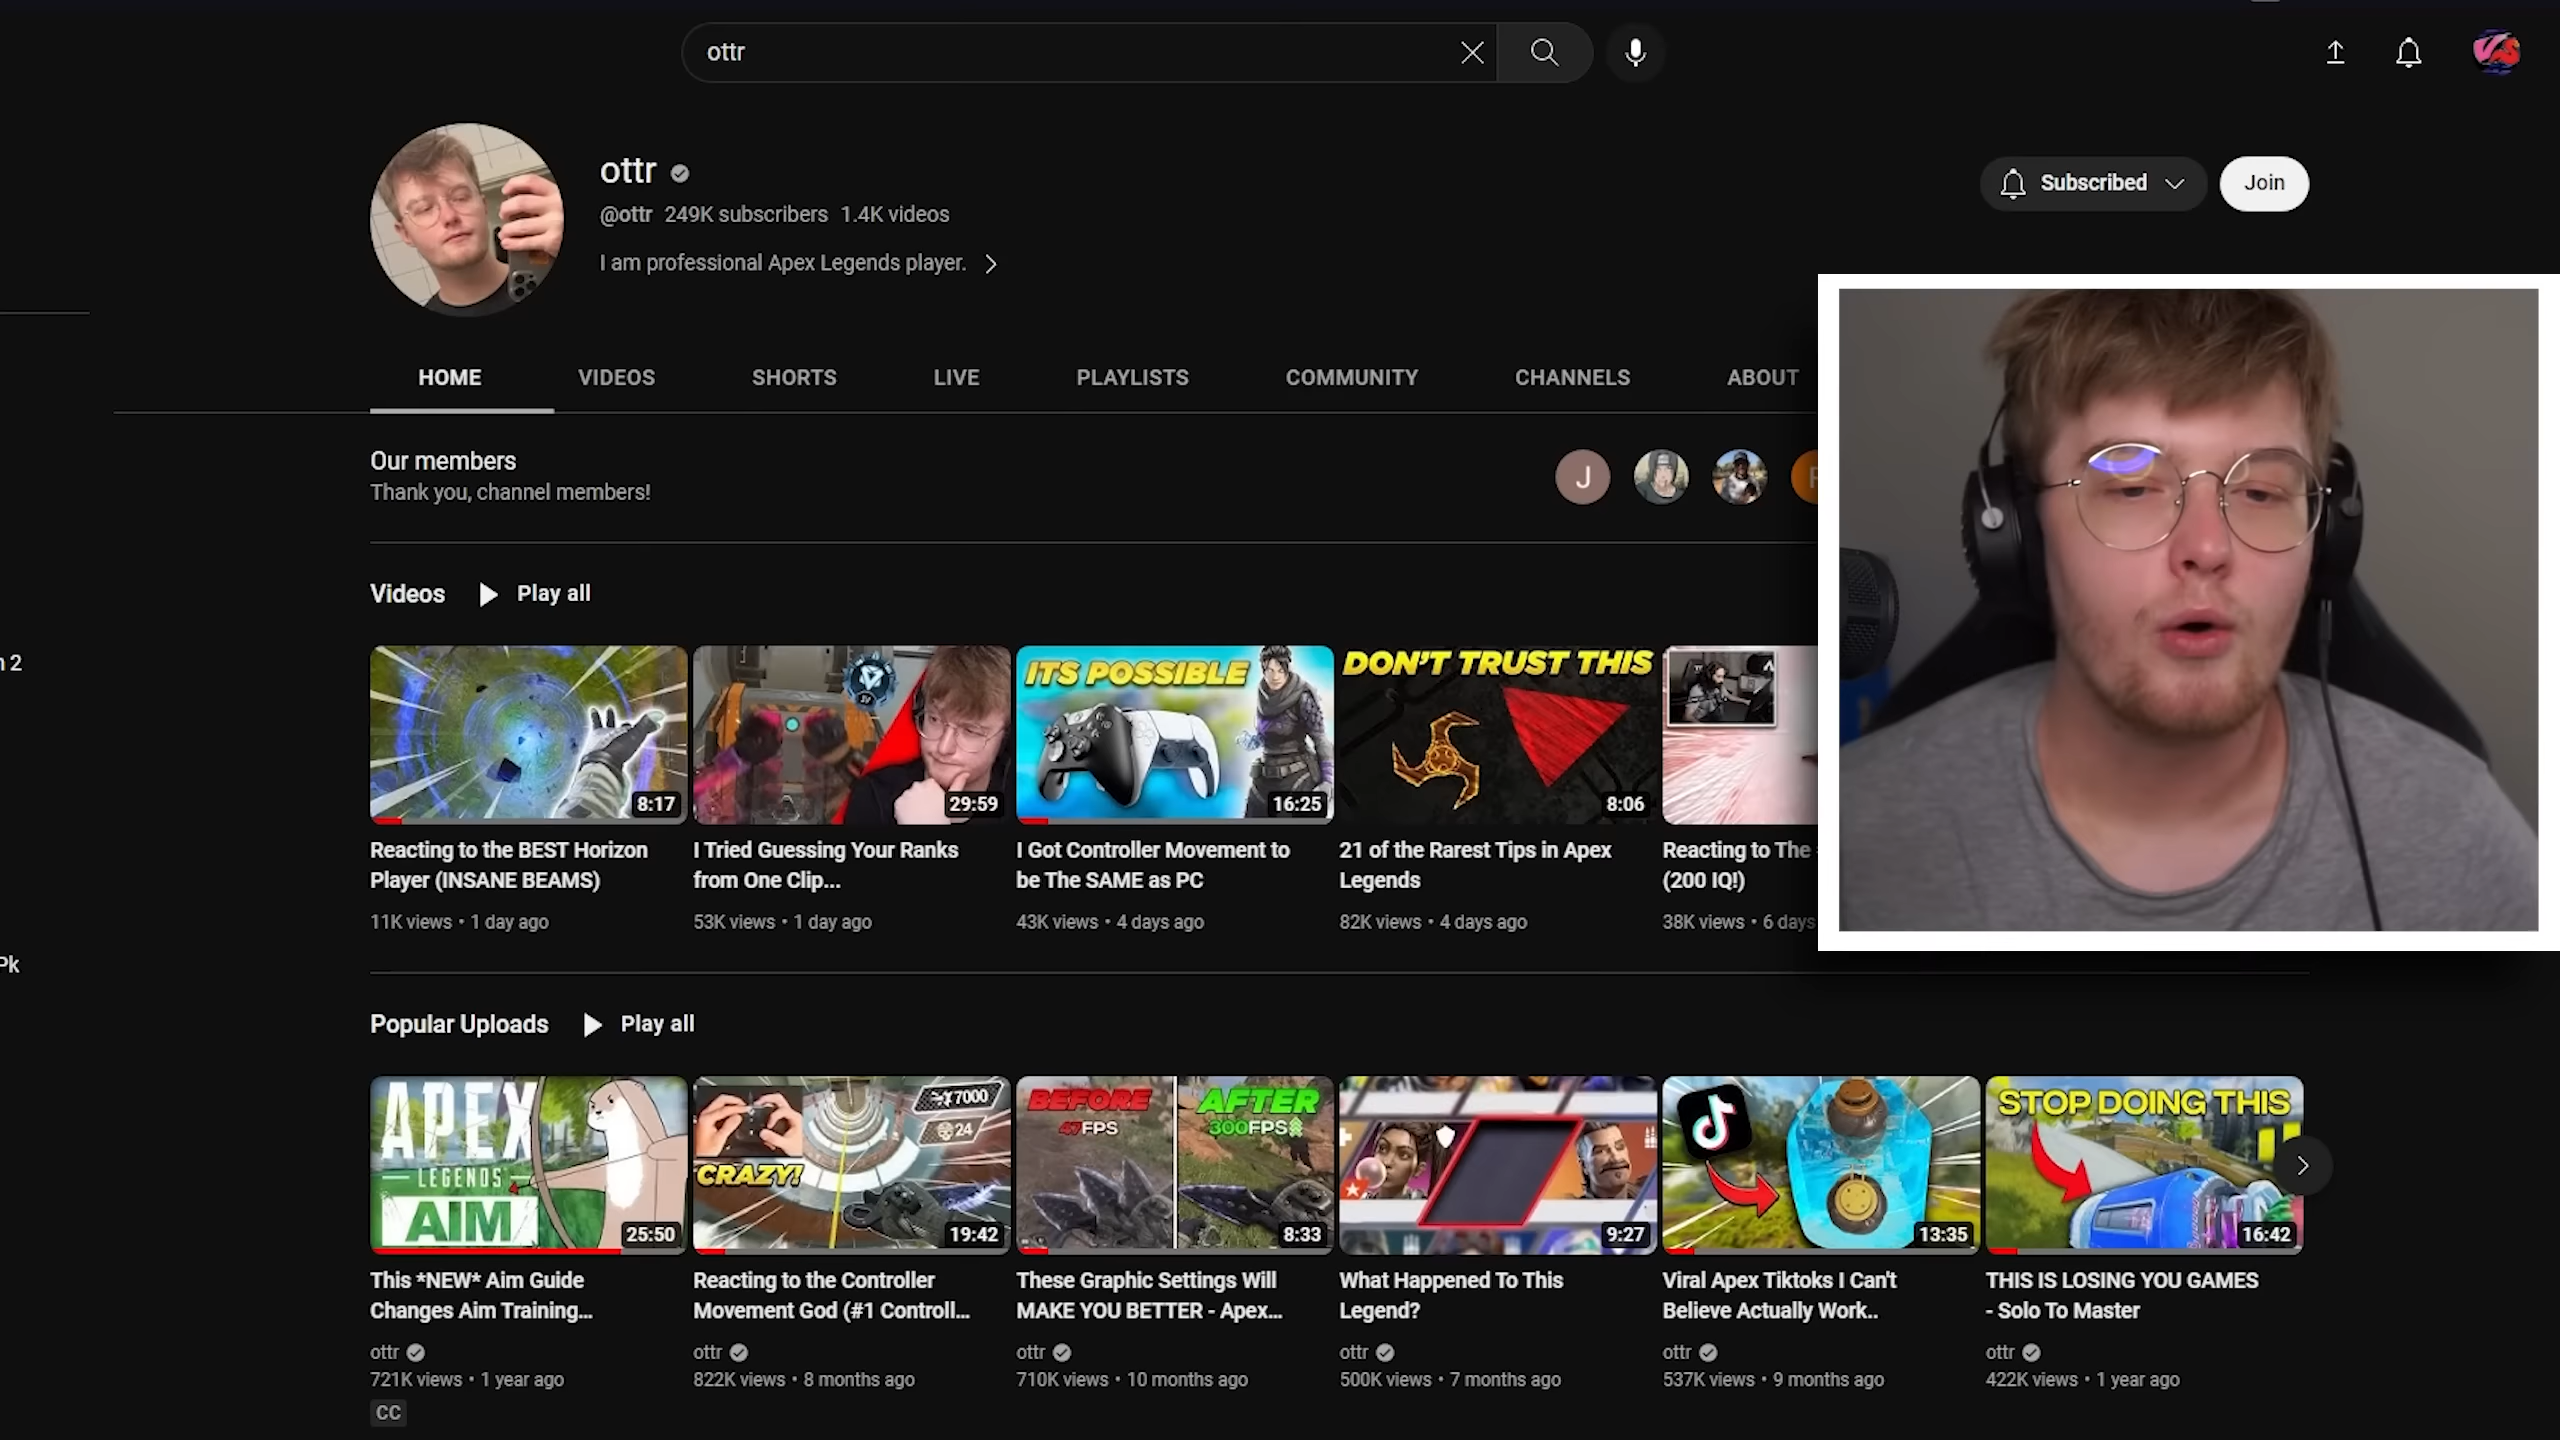 ottr
ottr
@ottr 249K subscribers 1.4K videos
I am professional Apex Legends player.
Subscribed
Join
HOME
VIDEOS
SHORTS
LIVE
PLAYLISTS
COMMUNITY
CHANNELS
ABOUT
Our members
Thank you, channel members!
J
n 2
Pk
Videos
Play all
8:17
29:59
ITS POSSIBLE
16:25
DON'T TRUST THIS
8:06
Reacting to the BEST Horizon
Player (INSANE BEAMS)
11K views • 1 day ago
I Tried Guessing Your Ranks
from One Clip...
53K views • 1 day ago
I Got Controller Movement to
be The SAME as PC
43K views • 4 days ago
21 of the Rarest Tips in Apex
Legends
82K views • 4 days ago
Reacting to The
(200 IQ!)
38K views • 6 days
Popular Uploads
Play all
APEX
LEGENDS
AIM
25:50
7000
24
CRAZY!
19:42
BEFORE
47FPS
AFTER
300FPS
8:33
9:27
13:35
STOP DOING THIS
16:42
This *NEW* Aim Guide
Changes Aim Training...
ottr
721K views • 1 year ago
CC
Reacting to the Controller
Movement God (#1 Controll...
ottr
822K views • 8 months ago
These Graphic Settings Will
MAKE YOU BETTER - Apex...
ottr
710K views • 10 months ago
What Happened To This
Legend?
ottr
500K views • 7 months ago
Viral Apex Tiktoks I Can't
Believe Actually Work..
ottr
537K views • 9 months ago
THIS IS LOSING YOU GAMES
- Solo To Master
ottr
422K views • 1 year ago